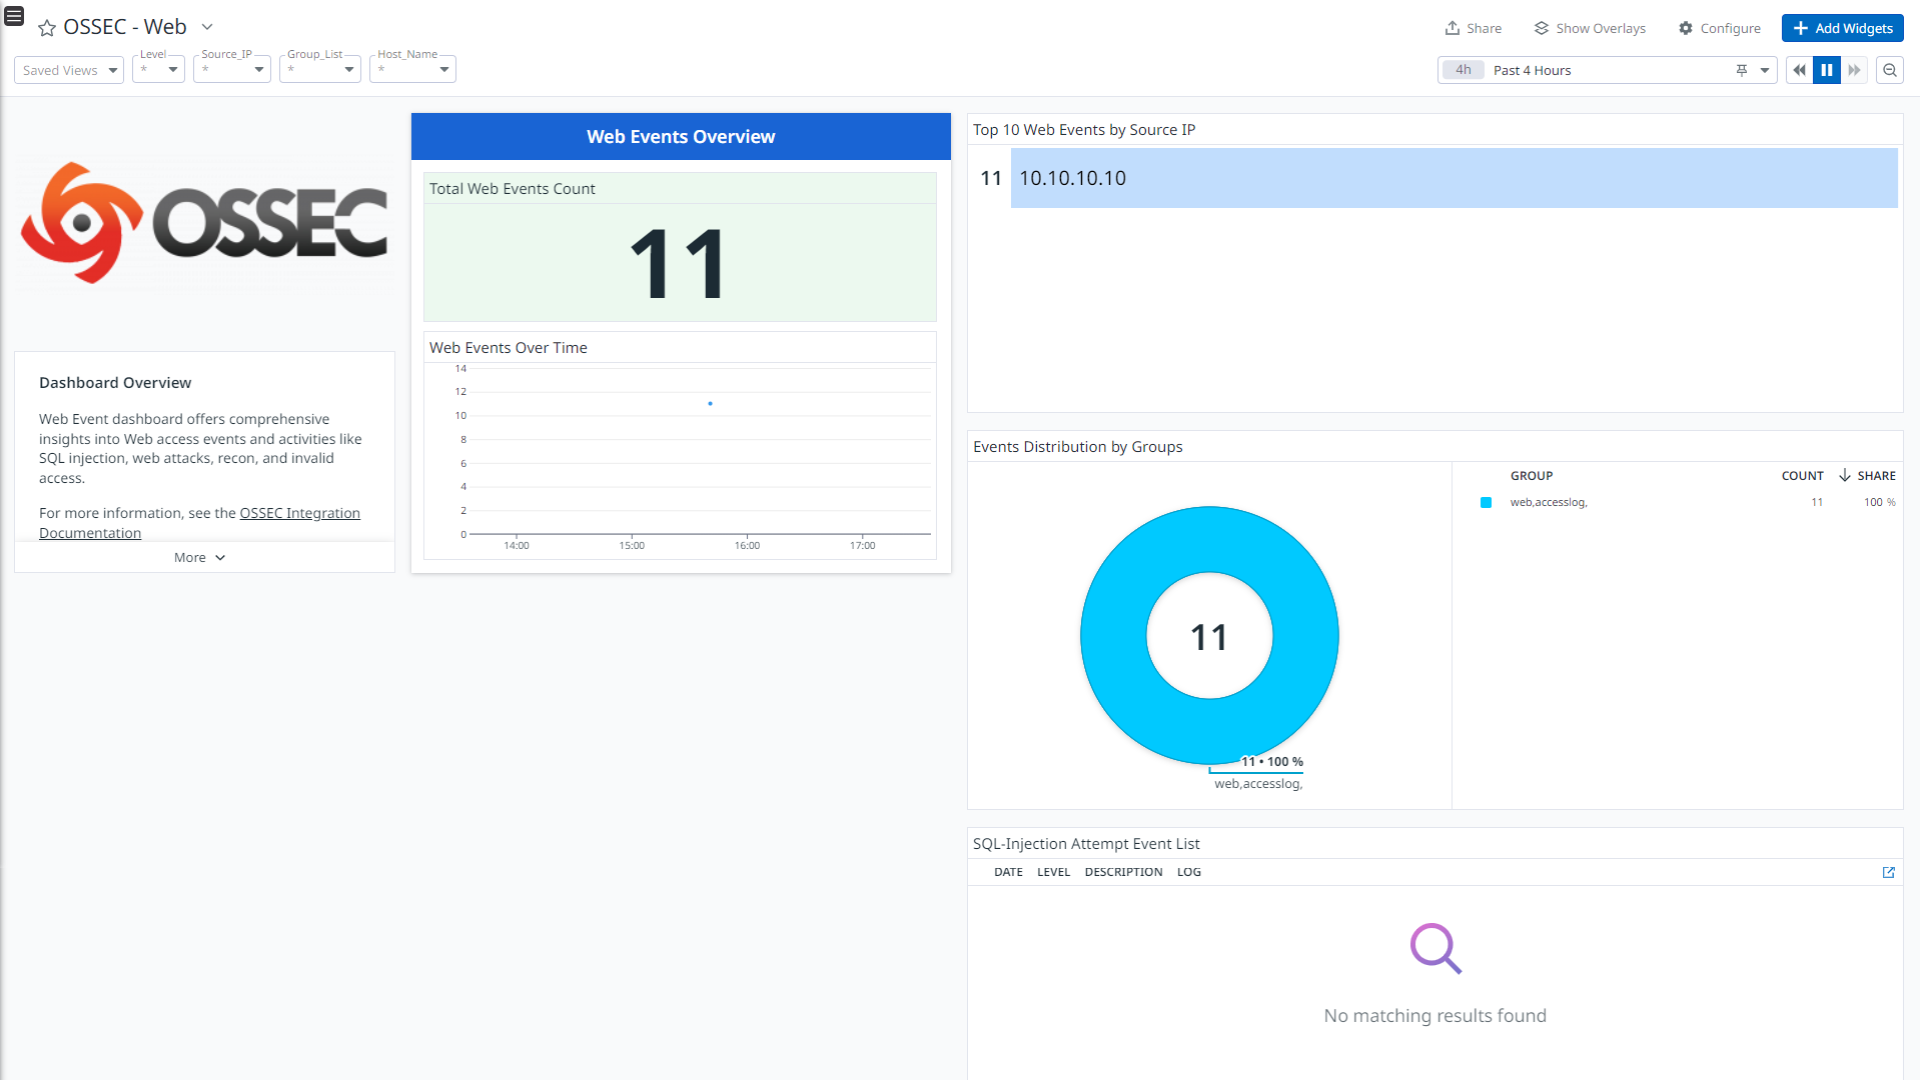 OSSEC - Web
Share
Show Overlays
Configure
Add Widgets
Saved Views
Level
*
Source_IP
*
Group_List
*
Host_Name
*
4h
Past 4 Hours
OSSEC
Dashboard Overview
Web Event dashboard offers comprehensive
insights into Web access events and activities like
SQL injection, web attacks, recon, and invalid
access.
For more information, see the OSSEC Integration
Documentation
More
Web Events Overview
Total Web Events Count
11
Web Events Over Time
14
12
10
8
6
4
2
0
14:00
15:00
16:00
17:00
Top 10 Web Events by Source IP
11
10.10.10.10
Events Distribution by Groups
11
11 • 100 %
web,accesslog,
GROUP
COUNT
SHARE
web,accesslog,
11
100 %
SQL-Injection Attempt Event List
DATE
LEVEL
DESCRIPTION
LOG
No matching results found